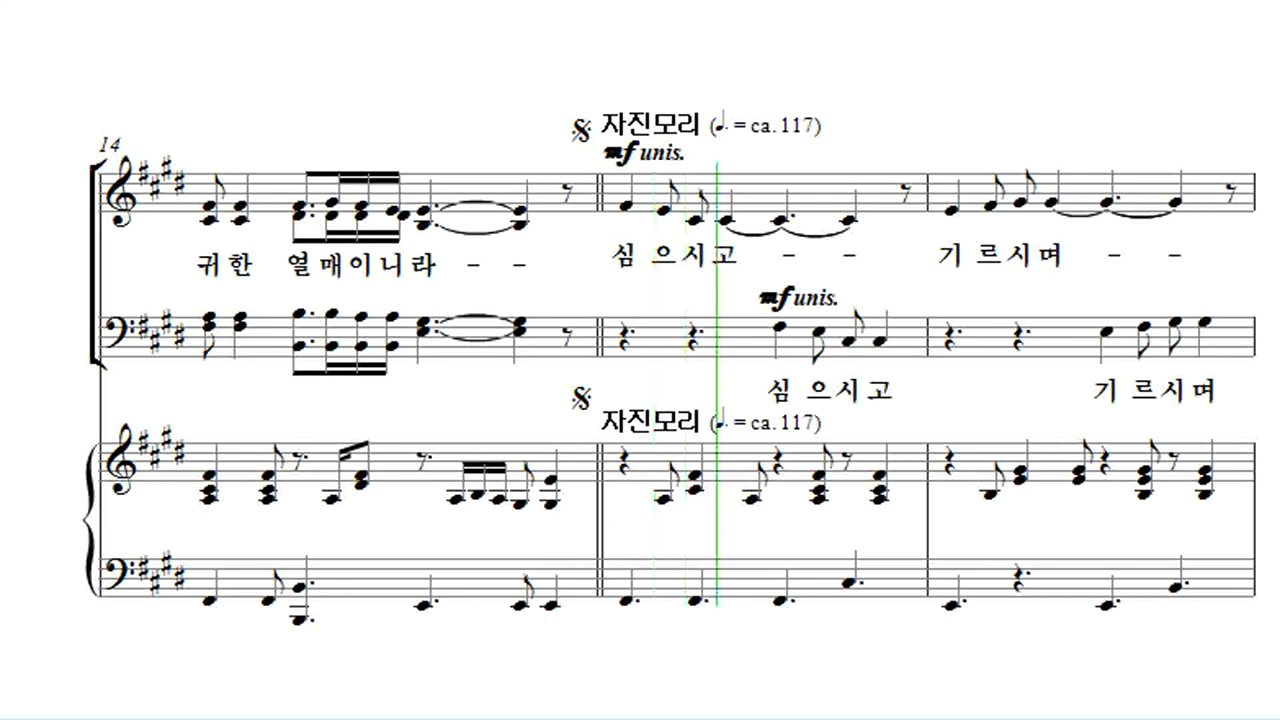 14
자진모리 (♩. = ca. 117)
mf unis.
귀 한 열 매 이 니 라 - -
심 으 시 고 - -
기 르 시 며 - -
mf unis.
심 으 시 고
기 르 시 며
자진모리 (♩. = ca. 117)